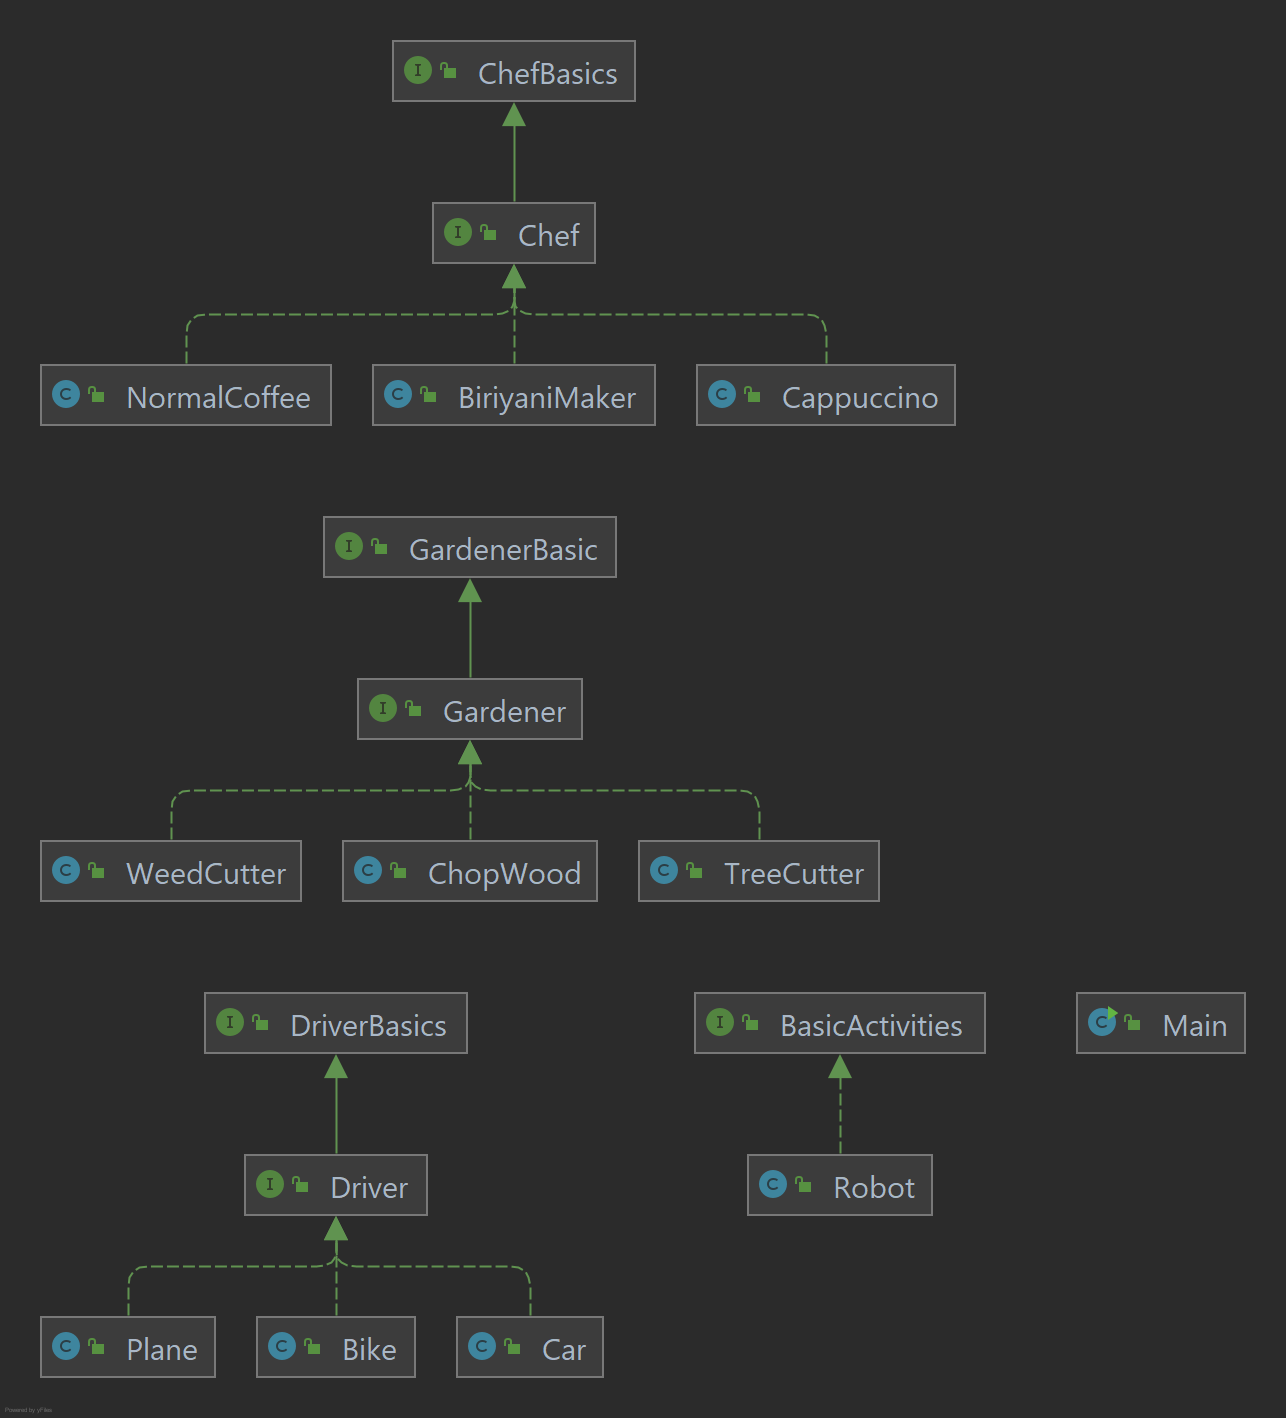 I ChefBasics
I Chef
C NormalCoffee
C BiriyaniMaker
C Cappuccino
I GardenerBasic
I Gardener
C WeedCutter
C ChopWood
C TreeCutter
I DriverBasics
I BasicActivities
C Main
I Driver
C Robot
C Plane
C Bike
C Car
Powered by yFiles